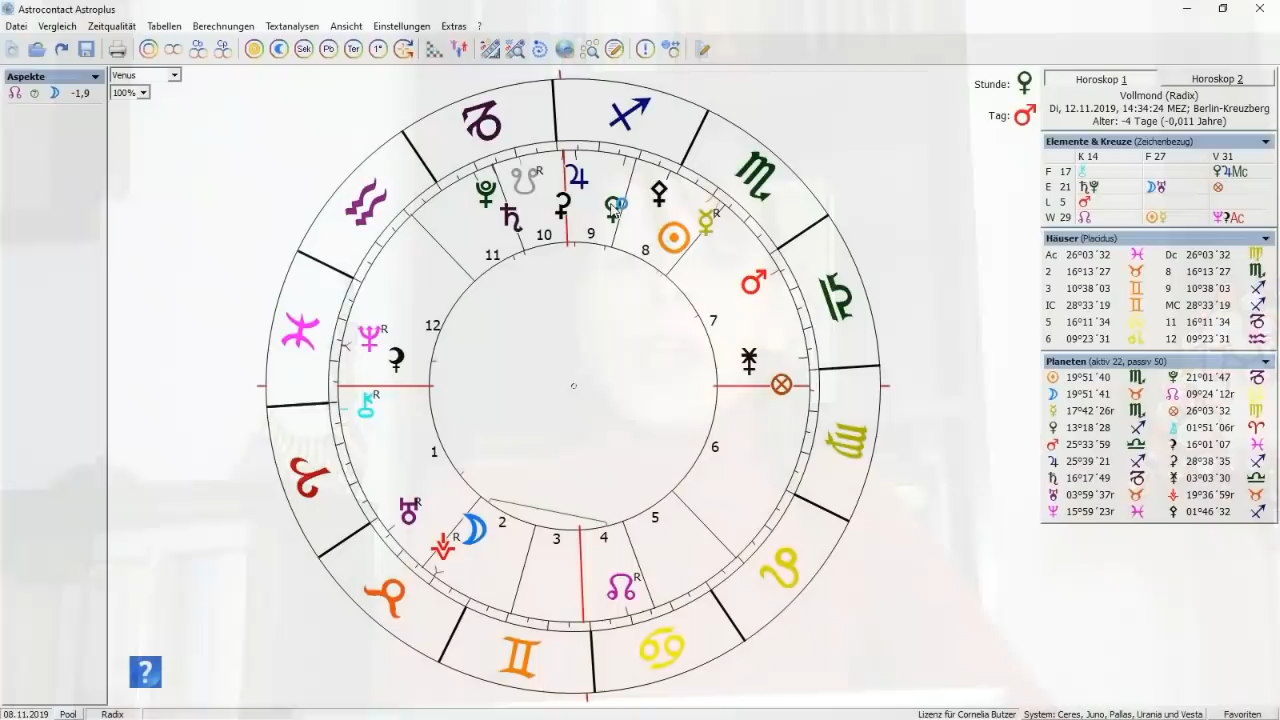 Astrocontact Astroplus
Datei Vergleich Zeitqualität Tabellen Berechnungen Textanalysen Ansicht Einstellungen Extras ?
Sek Pb Ter 1°
Aspekte
-1,9
Venus
100%
Stunde:
Tag:
Horoskop 1 Horoskop 2
Vollmond (Radix)
Di, 12.11.2019, 14:34:24 MEZ; Berlin-Kreuzberg
Alter: -4 Tage (-0,011 Jahre)
Elemente & Kreuze (Zeichenbezug)
K 14 F 27 V 31
F 17 Mc
E 21
L 5
W 29 Ac
Häuser (Placidus)
Ac 26°03´32 Dc 26°03´32
2 16°13´27 8 16°13´27
3 10°38´03 9 10°38´03
IC 28°33´19 MC 28°33´19
5 16°11´34 11 16°11´34
6 09°23´31 12 09°23´31
Planeten (aktiv 22, passiv 50)
19°51´40 21°01´47
19°51´41 09°24´12r
17°42´26r 26°03´32
13°18´28 01°51´06r
25°33´59 16°01´07
25°39´21 28°38´35
16°17´49 03°03´30
03°59´37r 19°36´59r
15°59´23r 01°46´32
R
R
R
R
R
R
R
10 9 8
11
12 7
1 6
2 3 4 5
?
08.11.2019 Pool Radix Lizenz für Cornelia Butzer System: Ceres, Juno, Pallas, Urania und Vesta Favoriten